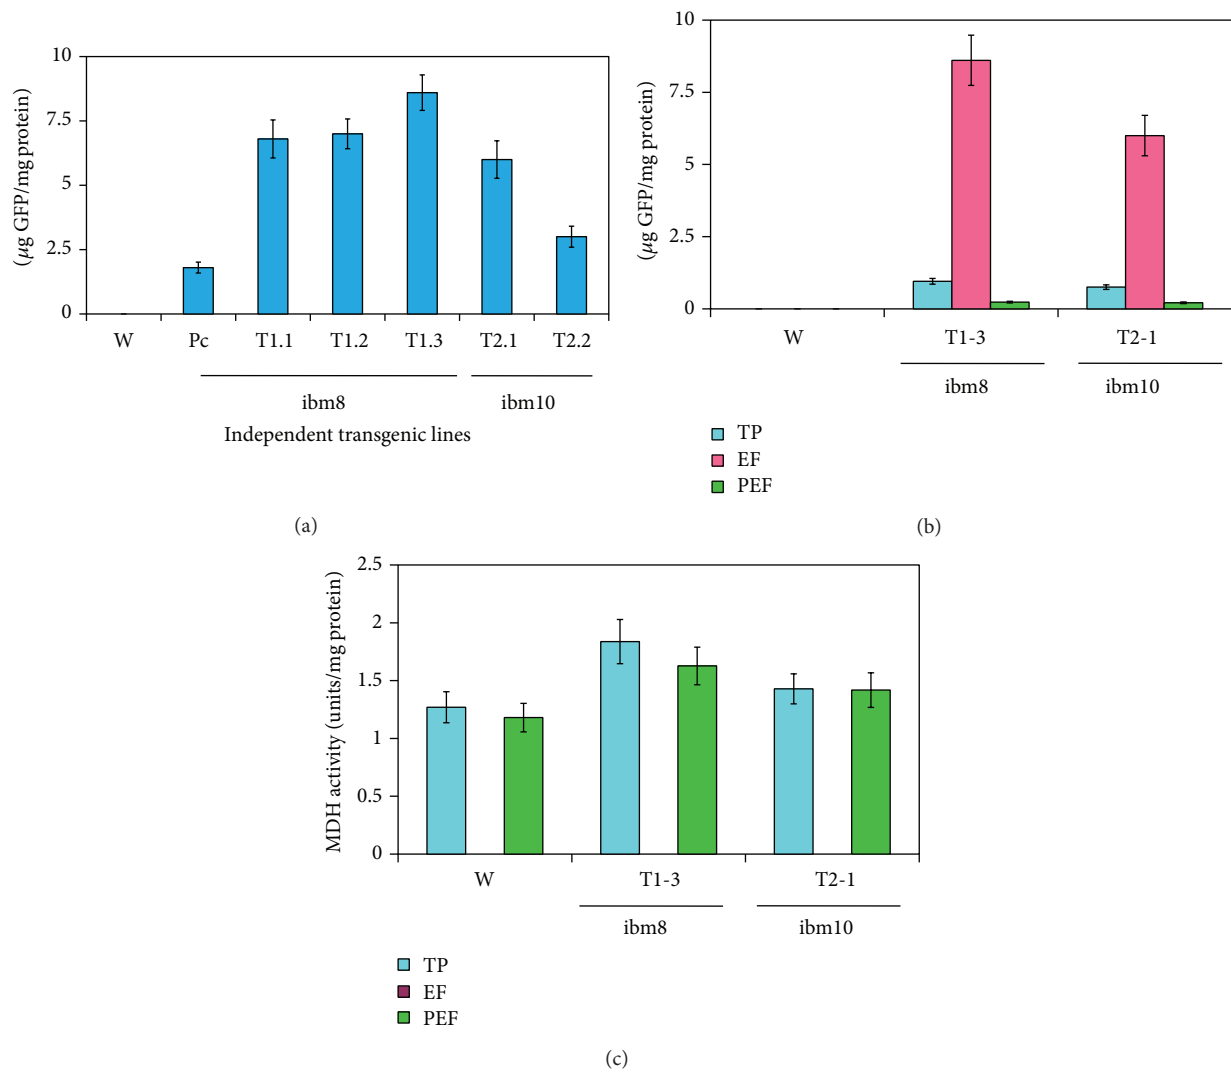 10
7.5
5
2.5
0
(μg GFP/mg protein)
W Pc T1.1 T1.2 T1.3 T2.1 T2.2
ibm8 ibm10
Independent transgenic lines
(a)
10
7.5
5
2.5
0
(μg GFP/mg protein)
W T1-3 T2-1
ibm8 ibm10
TP
EF
PEF
(b)
2.5
2
1.5
1
0.5
0
MDH activity (units/mg protein)
W T1-3 T2-1
ibm8 ibm10
TP
EF
PEF
(c)